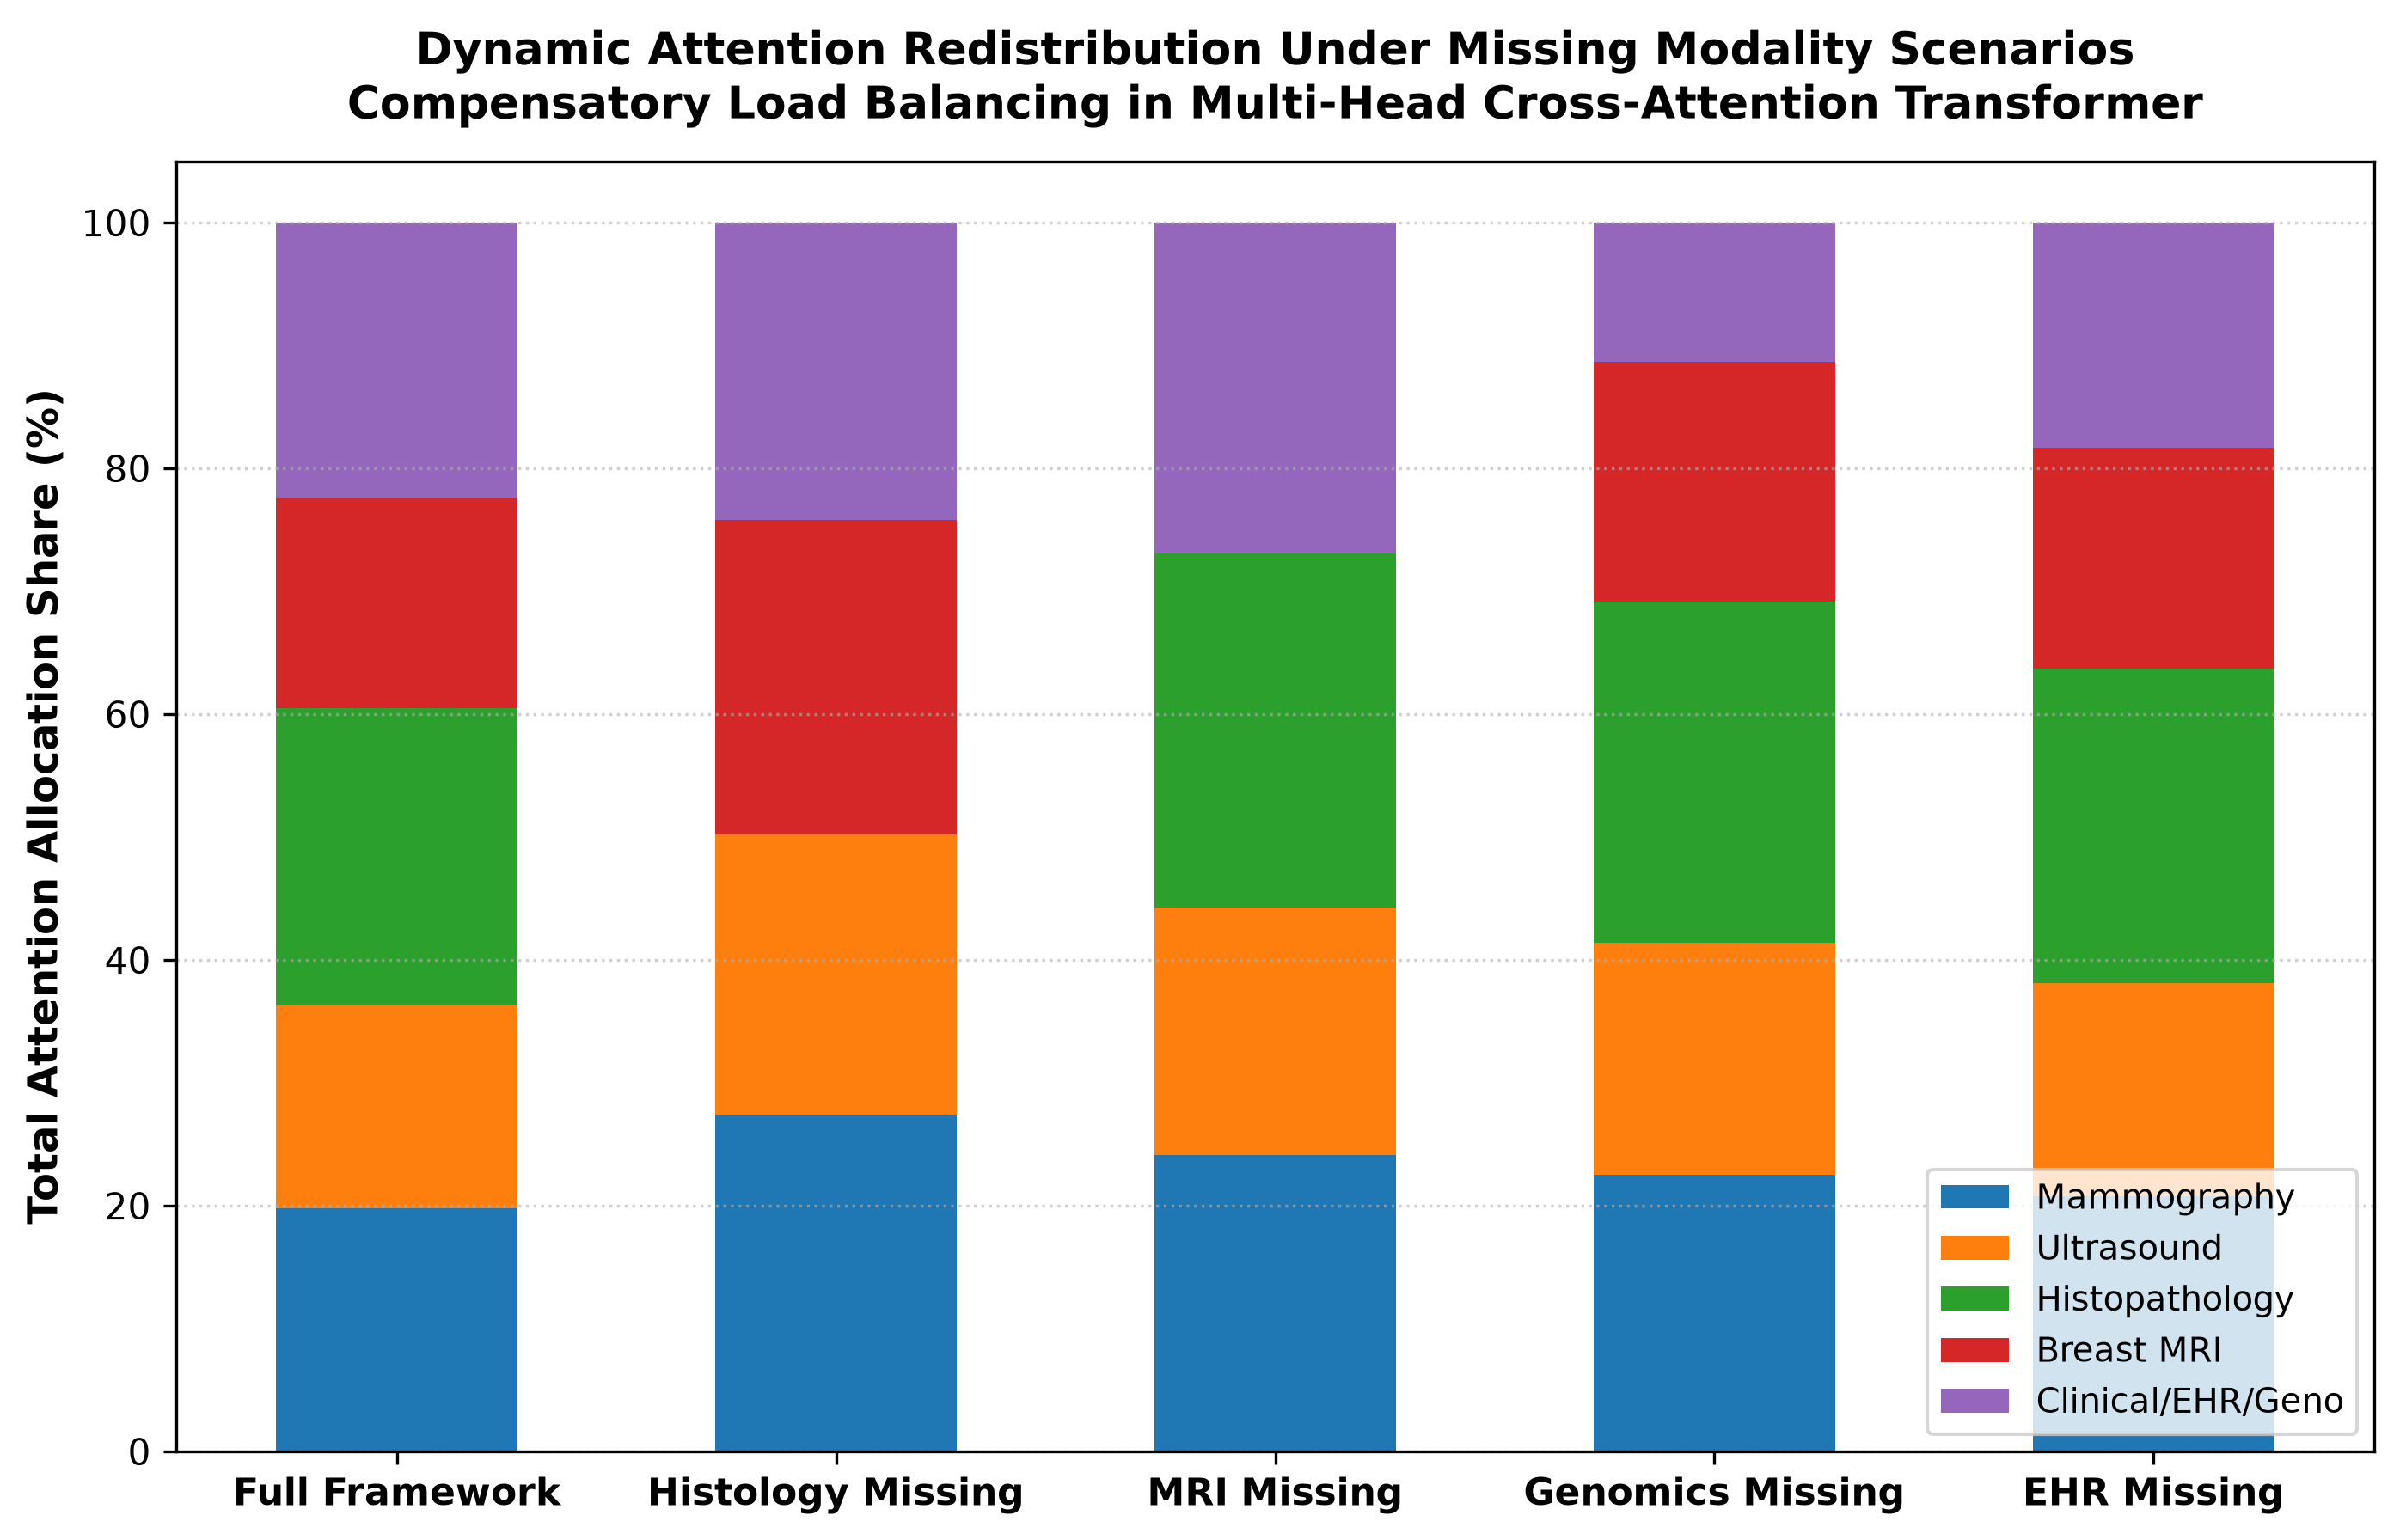 Dynamic Attention Redistribution Under Missing Modality Scenarios
Compensatory Load Balancing in Multi-Head Cross-Attention Transformer
Total Attention Allocation Share (%)
100
80
60
40
20
0
Mammography
Ultrasound
Histopathology
Breast MRI
Clinical/EHR/Geno
Full Framework
Histology Missing
MRI Missing
Genomics Missing
EHR Missing